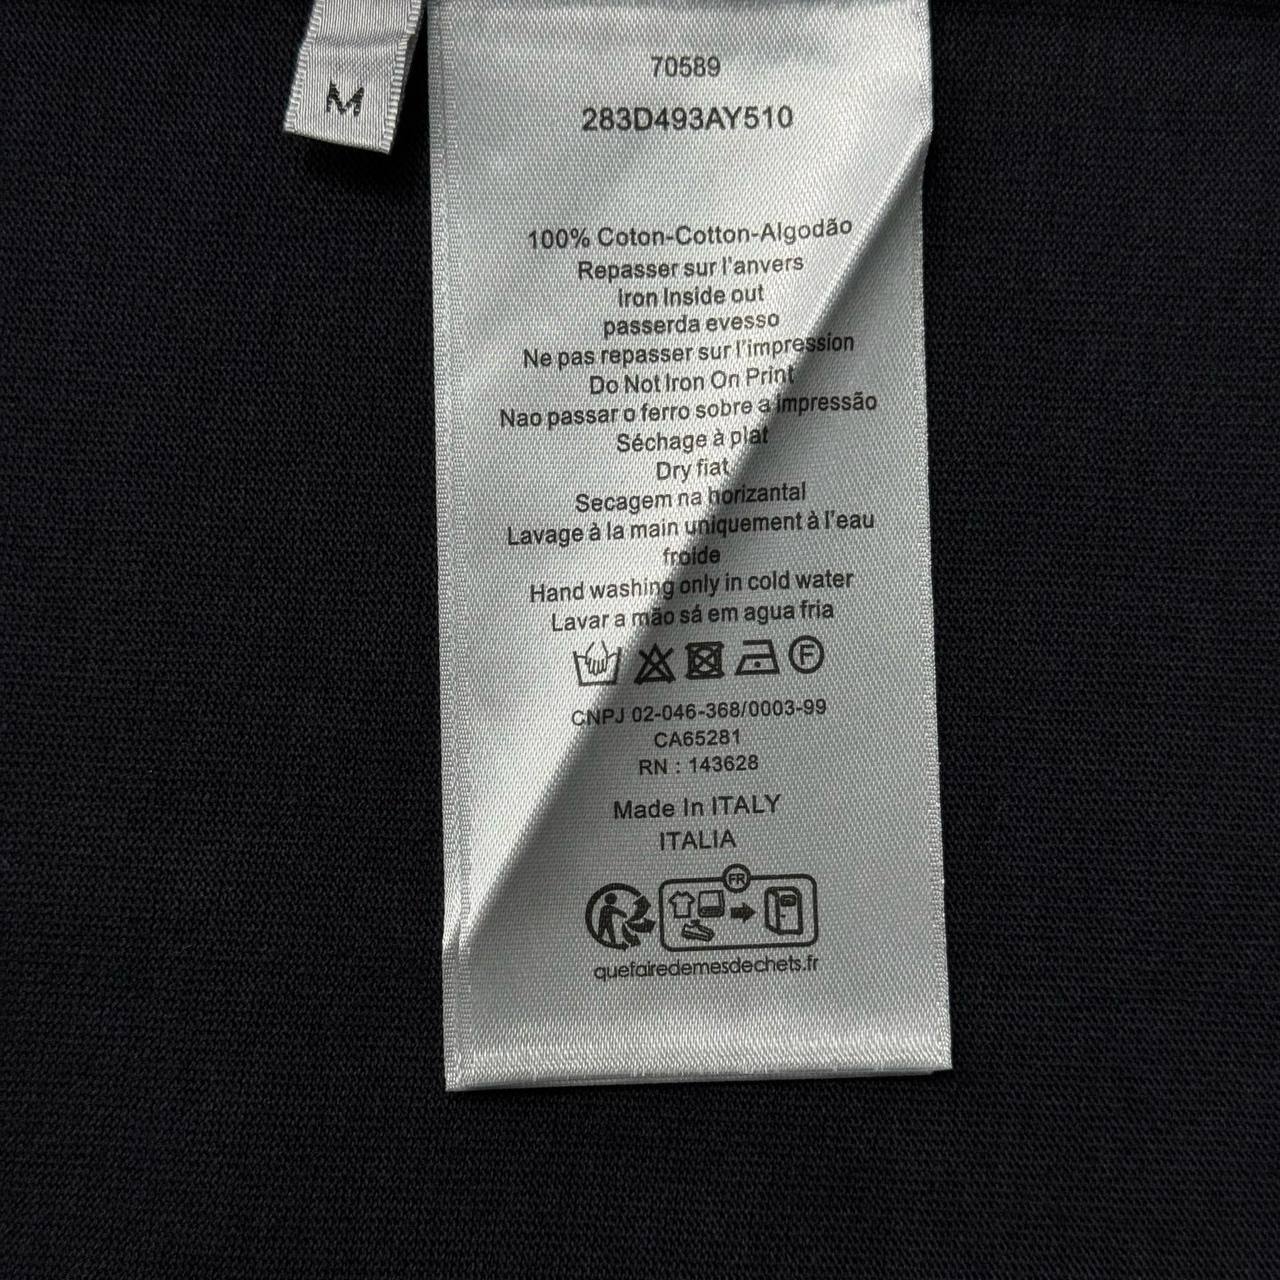 M
70589
283D493AY510
100% Coton-Cotton-Algodão
Repasser sur l'anvers
Iron Inside out
passerda evesso
Ne pas repasser sur l'impression
Do Not Iron On Print
Nao passar o ferro sobre a impressão
Séchage à plat
Dry fiat
Secagem na horizantal
Lavage à la main uniquement à l'eau
froide
Hand washing only in cold water
Lavar a mão sá em agua fria
F
CNPJ 02-046-368/0003-99
CA65281
RN : 143628
Made In ITALY
ITALIA
FR
quefairedemesdechets.fr